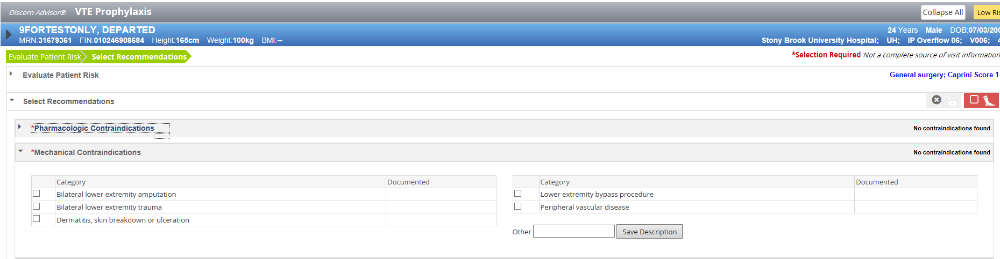 Discern Advisor® VTE Prophylaxis
Collapse All
Low Ris
9FORTESTONLY, DEPARTED
24 Years Male DOB:07/03/200
MRN:31679361 FIN:010246908684 Height:165cm Weight:100kg BMI:--
Stony Brook University Hospital; UH; IP Overflow 06; V006; 4
Evaluate Patient Risk Select Recommendations
*Selection Required Not a complete source of visit information
Evaluate Patient Risk
General surgery; Caprini Score 1
Select Recommendations
*Pharmacologic Contraindications
No contraindications found
*Mechanical Contraindications
No contraindications found
Category Documented
Bilateral lower extremity amputation
Bilateral lower extremity trauma
Dermatitis, skin breakdown or ulceration
Category Documented
Lower extremity bypass procedure
Peripheral vascular disease
Other Save Description